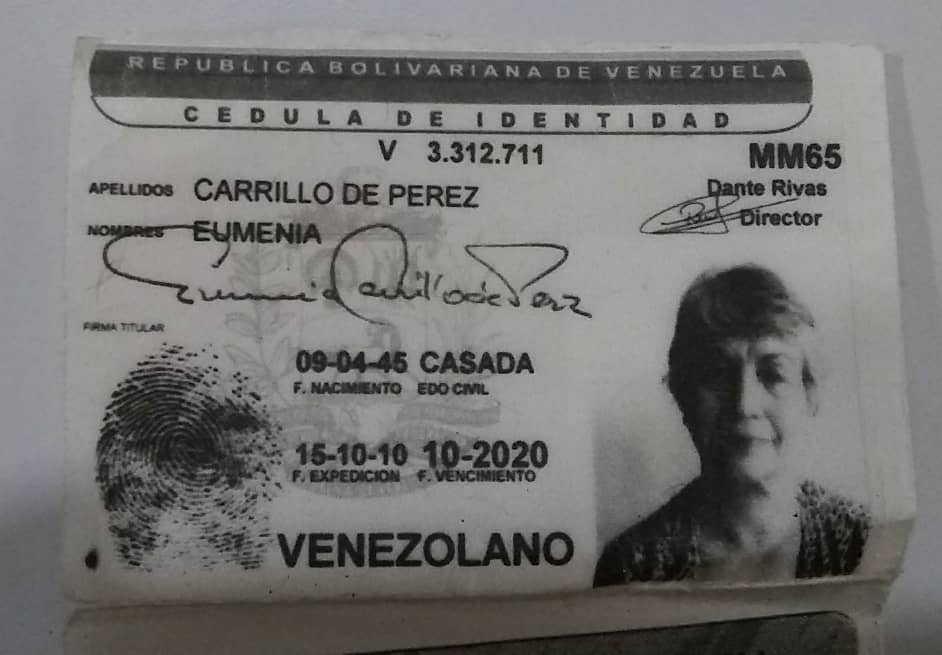 REPUBLICA BOLIVARIANA DE VENEZUELA
CEDULA DE IDENTIDAD
V 3.312.711
MM65
APELLIDOS CARRILLO DE PEREZ
Dante Rivas
Director
NOMBRES EUMENIA
Eumenia Carrillo de Perez
FIRMA TITULAR
09-04-45 CASADA
F. NACIMIENTO EDO CIVIL
15-10-10 10-2020
F. EXPEDICION F. VENCIMIENTO
VENEZOLANO